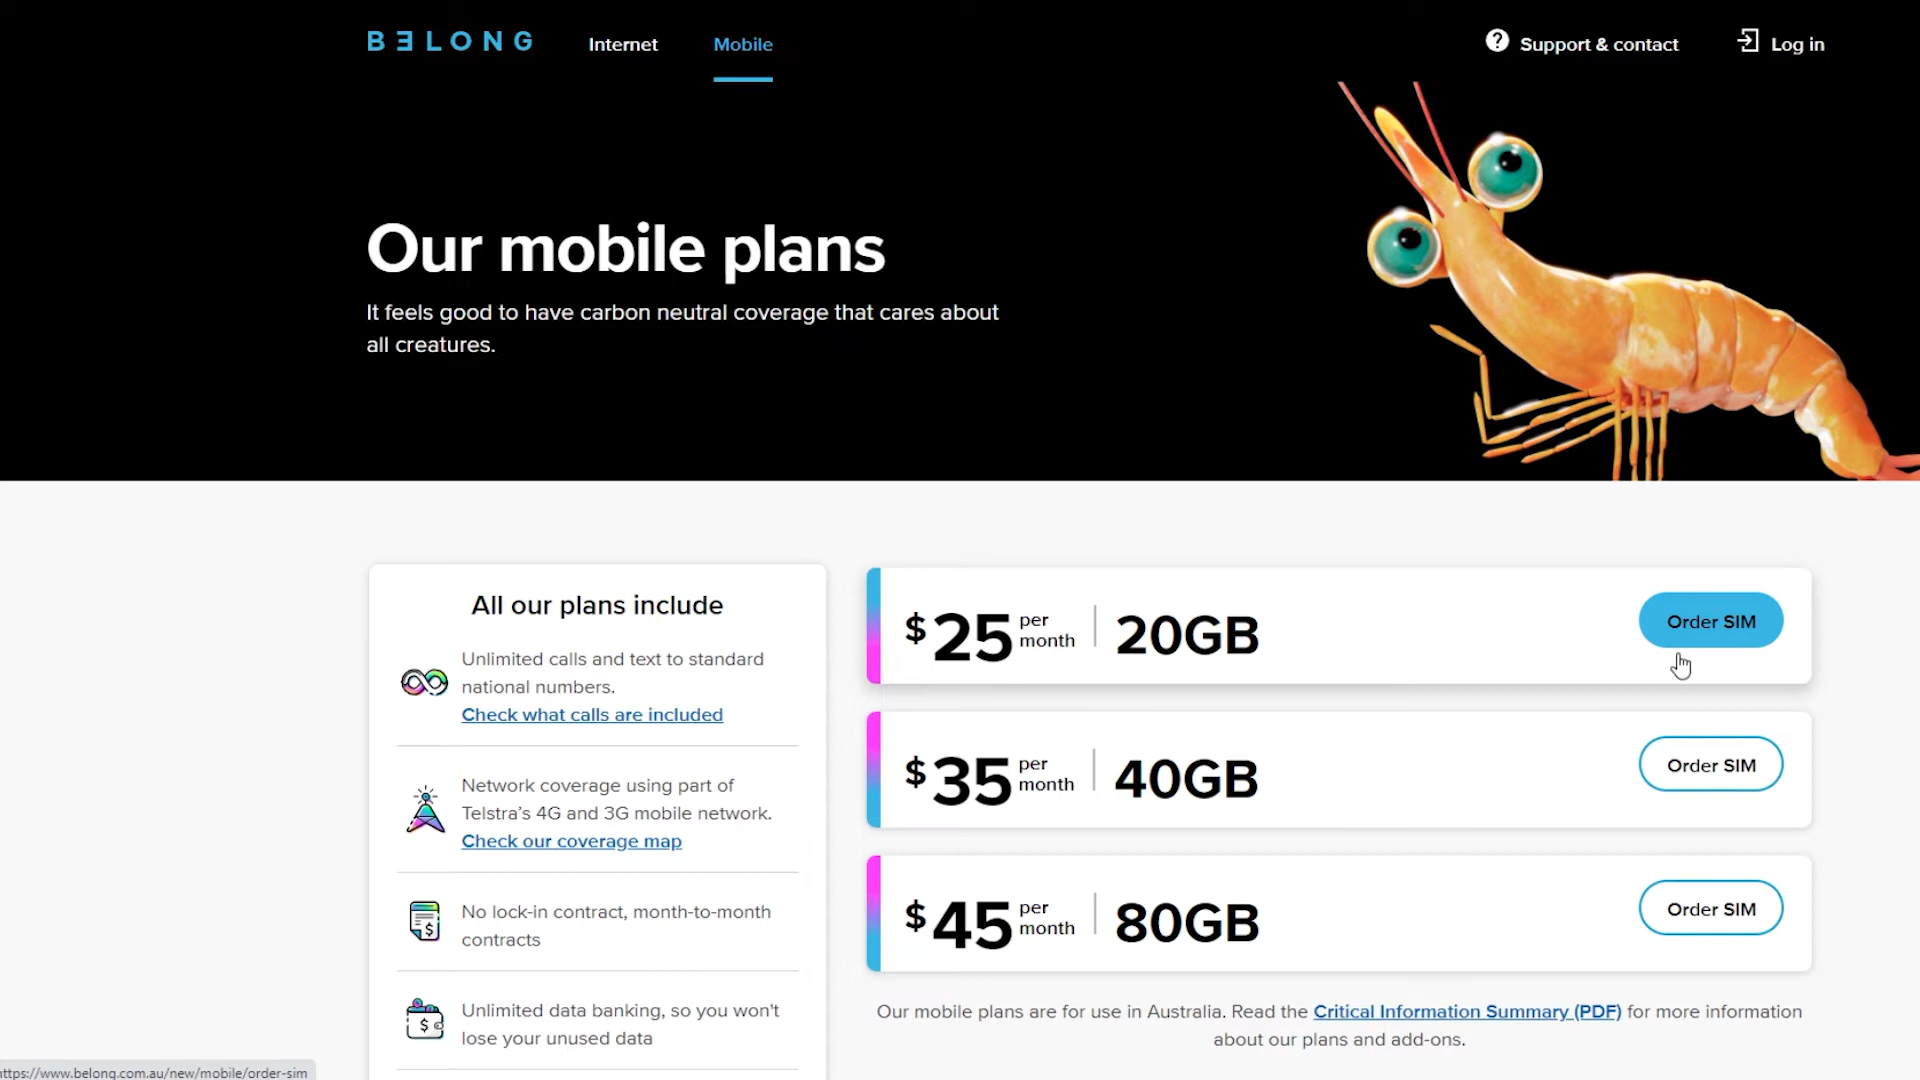 BELONG
Internet
Mobile
Support & contact
Log in
Our mobile plans
It feels good to have carbon neutral coverage that cares about
all creatures.
All our plans include
Unlimited calls and text to standard
national numbers.
Check what calls are included
Network coverage using part of
Telstra's 4G and 3G mobile network.
Check our coverage map
No lock-in contract, month-to-month
contracts
Unlimited data banking, so you won't
lose your unused data
$25 per month 20GB
Order SIM
$35 per month 40GB
Order SIM
$45 per month 80GB
Order SIM
Our mobile plans are for use in Australia. Read the Critical Information Summary (PDF) for more information
about our plans and add-ons.
https://www.belong.com.au/new/mobile/order-sim